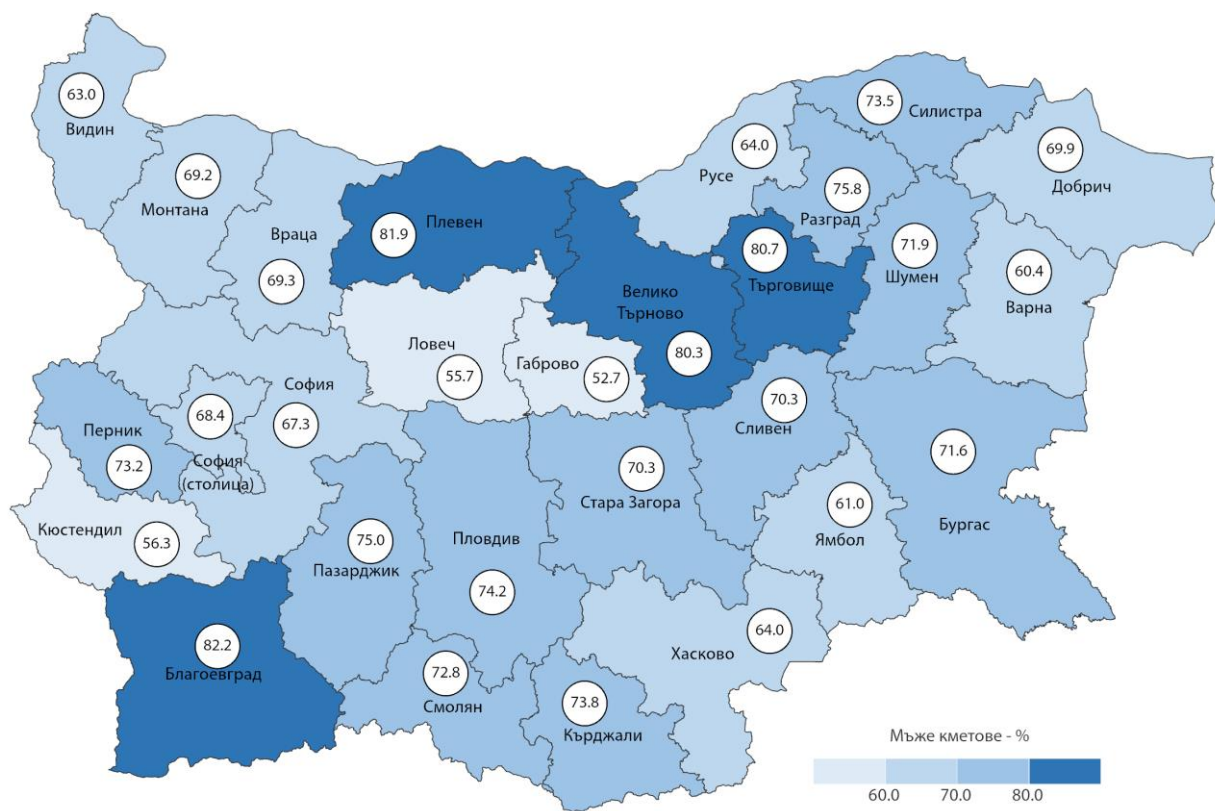 63.0
Видин
69.2
Монтана
Враца
69.3
81.9
Плевен
Велико
Търново
80.3
64.0
Русе
73.5
Силистра
75.8
Разград
69.9
Добрич
80.7
Търговище
71.9
Шумен
60.4
Варна
Ловеч
55.7
Габрово
52.7
София
67.3
68.4
София
(столица)
Перник
73.2
Кюстендил
56.3
75.0
Пазарджик
Пловдив
74.2
70.3
Стара Загора
70.3
Сливен
71.6
Бургас
61.0
Ямбол
82.2
Благоевград
72.8
Смолян
73.8
Кърджали
64.0
Хасково
Мъже кметове - %
60.0 70.0 80.0